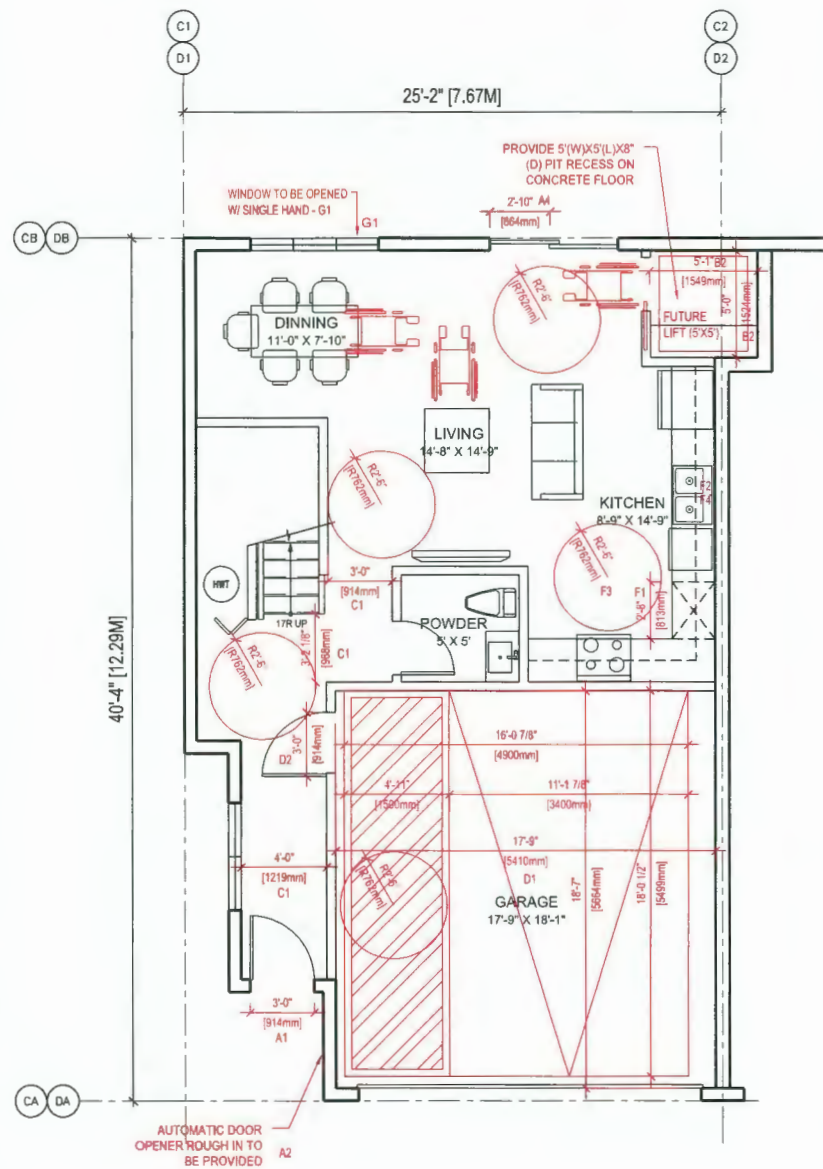 C1
C2
D1
D2
25'-2" [7.67M]
PROVIDE 5'(W)X5'(L)X8"
(D) PIT RECESS ON
CONCRETE FLOOR
WINDOW TO BE OPENED
W/ SINGLE HAND - G1
G1
2'-10" A4
[864mm]
CB DB
5'-1" B2
[1549mm]
5'-0"
[1524mm]
FUTURE
LIFT (5'X5')
B2
R2'-6"
[R762mm]
DINNING
11'-0" X 7'-10"
LIVING
14'-8" X 14'-9"
R2'-6"
[R762mm]
KITCHEN
8'-9" X 14'-9"
F2
F4
R2'-6"
[R762mm]
F3
F1
2'-8"
[813mm]
HWT
17R UP
3'-0"
[914mm]
C1
POWDER
5' X 5'
3'-2 1/8"
[968mm]
C1
R2'-6"
[R762mm]
40'-4" [12.29M]
D2
3'-0"
[914mm]
16'-0 7/8"
[4900mm]
4'-11"
[1500mm]
11'-1 7/8"
[3400mm]
17'-9"
[5410mm]
D1
4'-0"
[1219mm]
C1
R2'-6"
[R762mm]
GARAGE
17'-9" X 18'-1"
18'-7"
[5664mm]
18'-0 1/2"
[5499mm]
3'-0"
[914mm]
A1
CA DA
AUTOMATIC DOOR
OPENER ROUGH IN TO
BE PROVIDED
A2